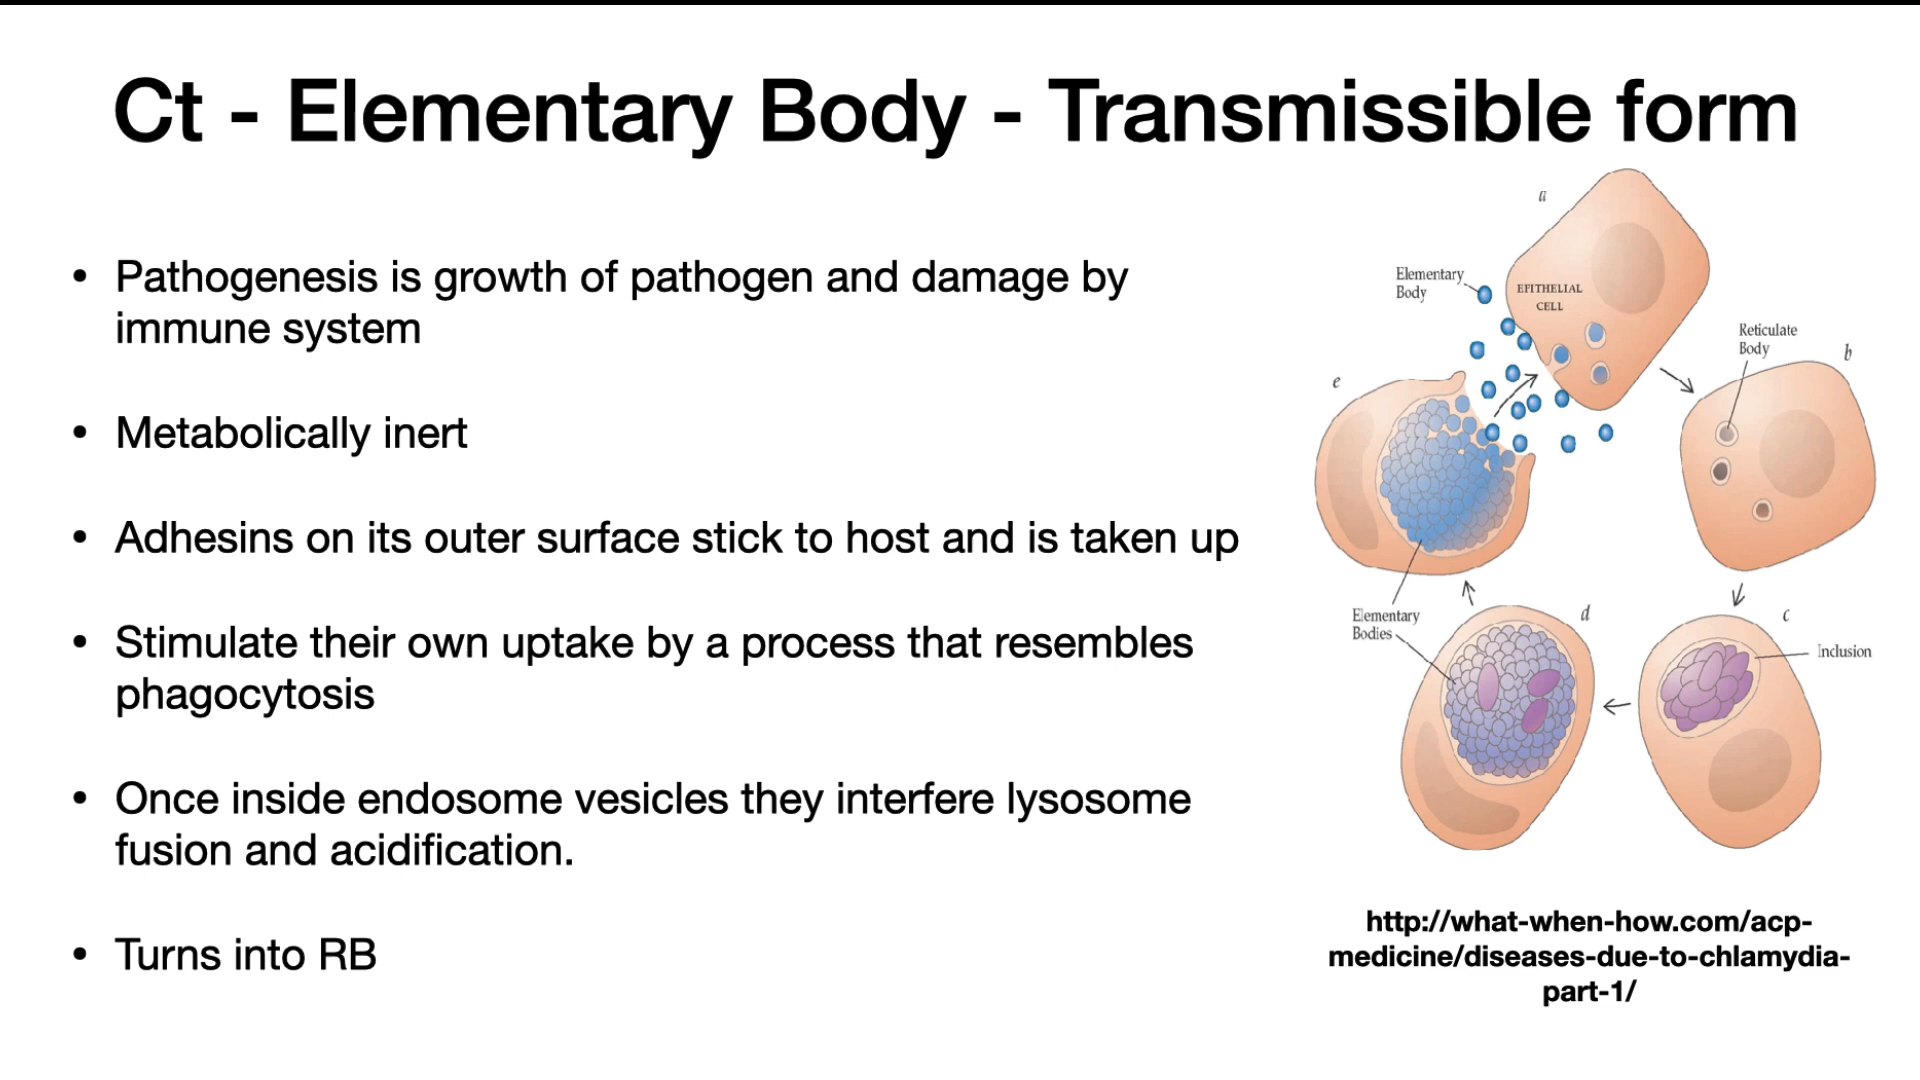 Ct - Elementary Body - Transmissible form
• Pathogenesis is growth of pathogen and damage by
immune system
• Metabolically inert
• Adhesins on its outer surface stick to host and is taken up
• Stimulate their own uptake by a process that resembles
phagocytosis
• Once inside endosome vesicles they interfere lysosome
fusion and acidification.
• Turns into RB
a
Elementary
Body
EPITHELIAL
CELL
Reticulate
Body
b
e
Elementary
Bodies
d
c
Inclusion
http://what-when-how.com/acp-
medicine/diseases-due-to-chlamydia-
part-1/